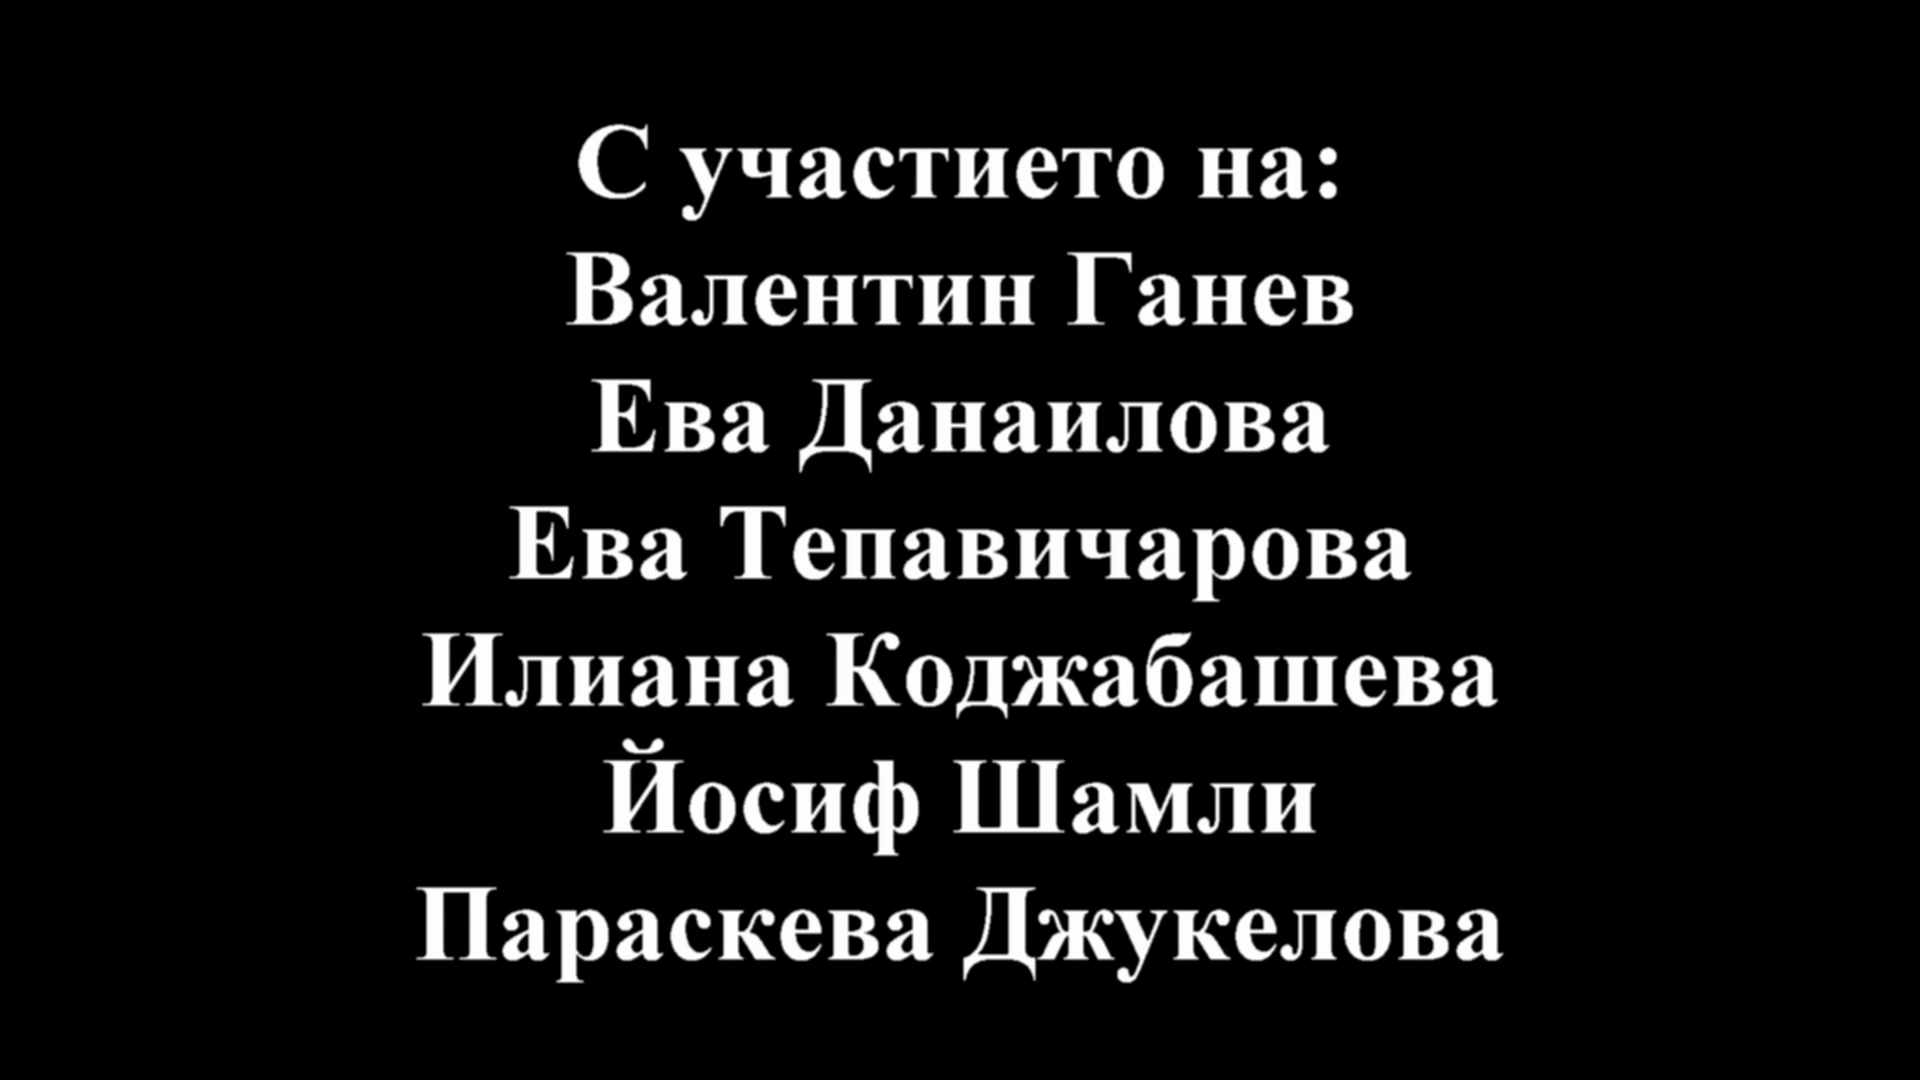 С участието на:
Валентин Ганев
Ева Данаилова
Ева Тепавичарова
Илиана Коджабашева
Йосиф Шамли
Параскева Джукелова